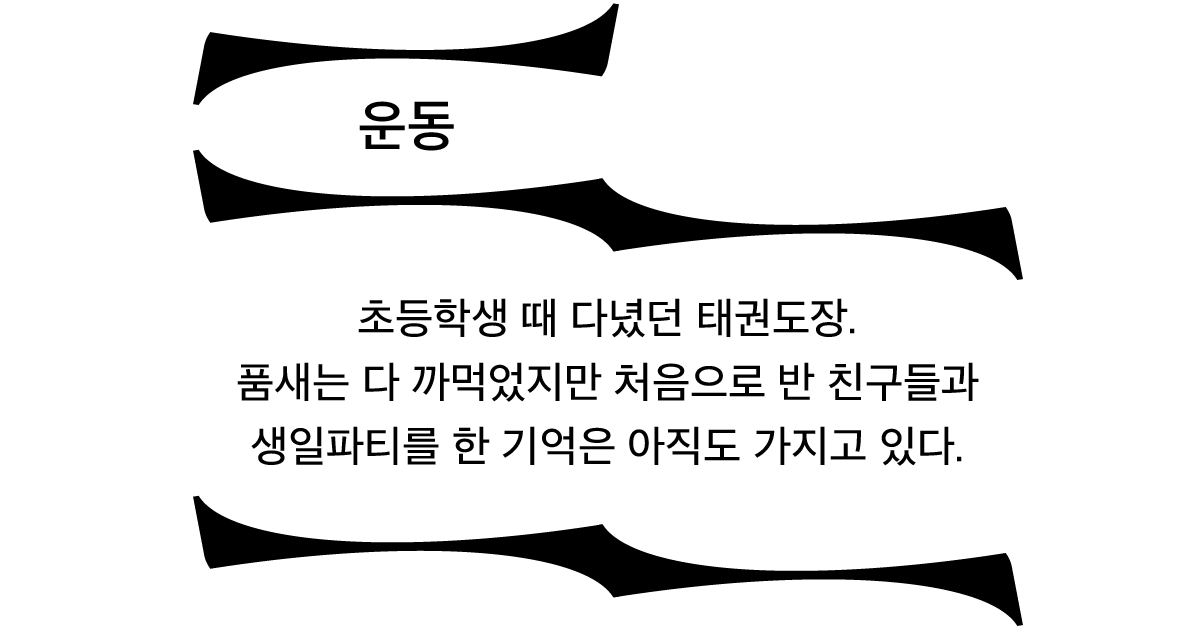 운동
초등학생 때 다녔던 태권도장.
품새는 다 까먹었지만 처음으로 반 친구들과
생일파티를 한 기억은 아직도 가지고 있다.